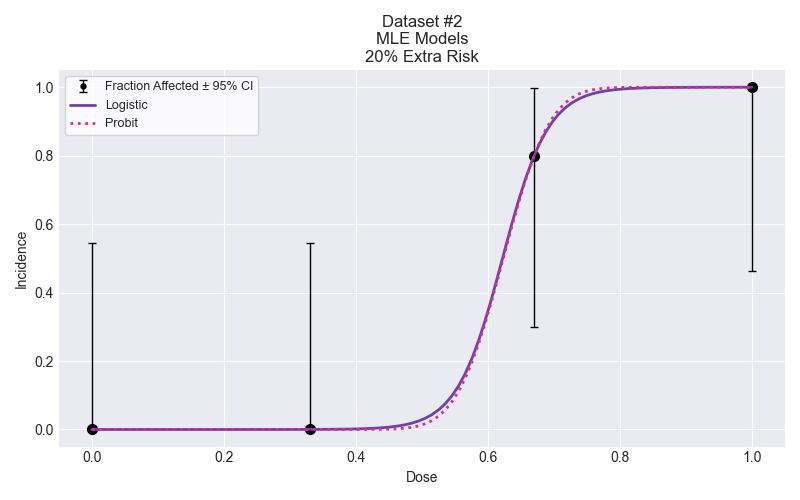 Dataset #2
MLE Models
20% Extra Risk
Fraction Affected ± 95% CI
Logistic
Probit
Incidence
1.0
0.8
0.6
0.4
0.2
0.0
0.0 0.2 0.4 0.6 0.8 1.0
Dose